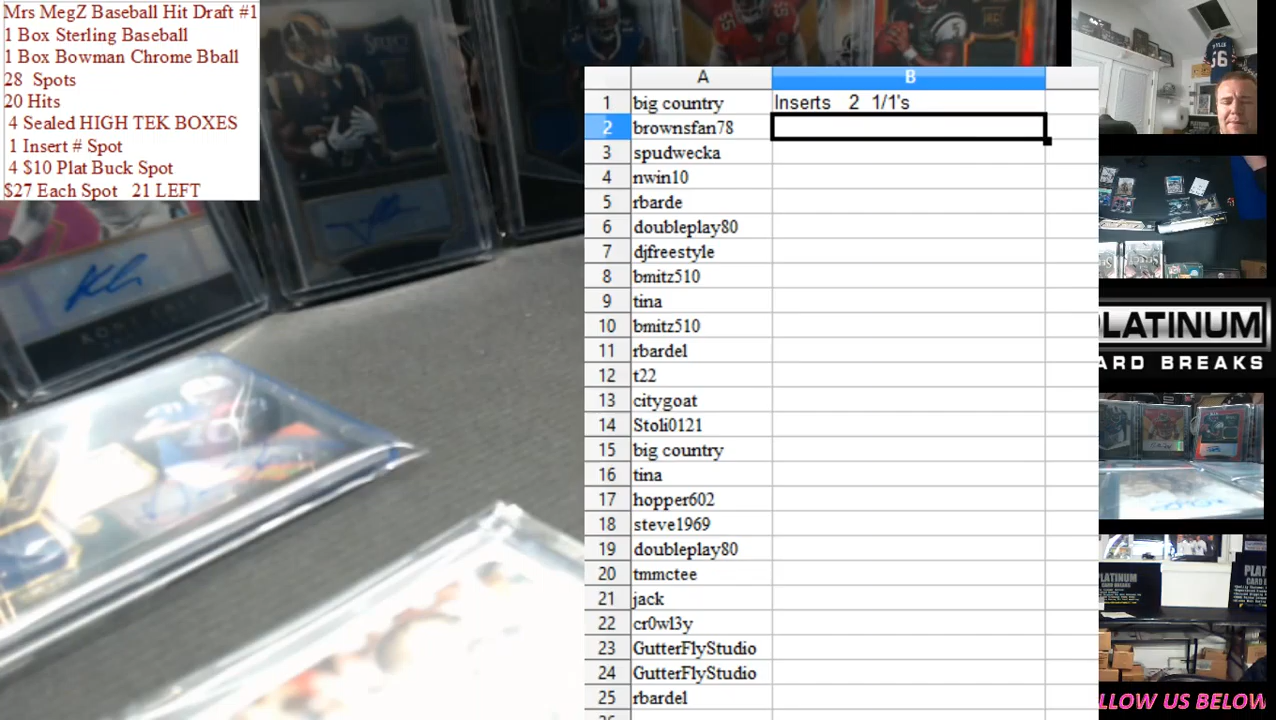 Mrs MegZ Baseball Hit Draft #1
1 Box Sterling Baseball
1 Box Bowman Chrome Bball
28 Spots
20 Hits
4 Sealed HIGH TEK BOXES
1 Insert # Spot
4 $10 Plat Buck Spot
$27 Each Spot 21 LEFT
A B
1 big country Inserts 2 1/1's
2 brownsfan78
3 spudwecka
4 nwin10
5 rbarde
6 doubleplay80
7 djfreestyle
8 bmitz510
9 tina
10 bmitz510
11 rbardel
12 t22
13 citygoat
14 Stoli0121
15 big country
16 tina
17 hopper602
18 steve1969
19 doubleplay80
20 tmmctee
21 jack
22 cr0wl3y
23 GutterFlyStudio
24 GutterFlyStudio
25 rbardel
LATINUM
ARD BREAKS
LLOW US BELOW